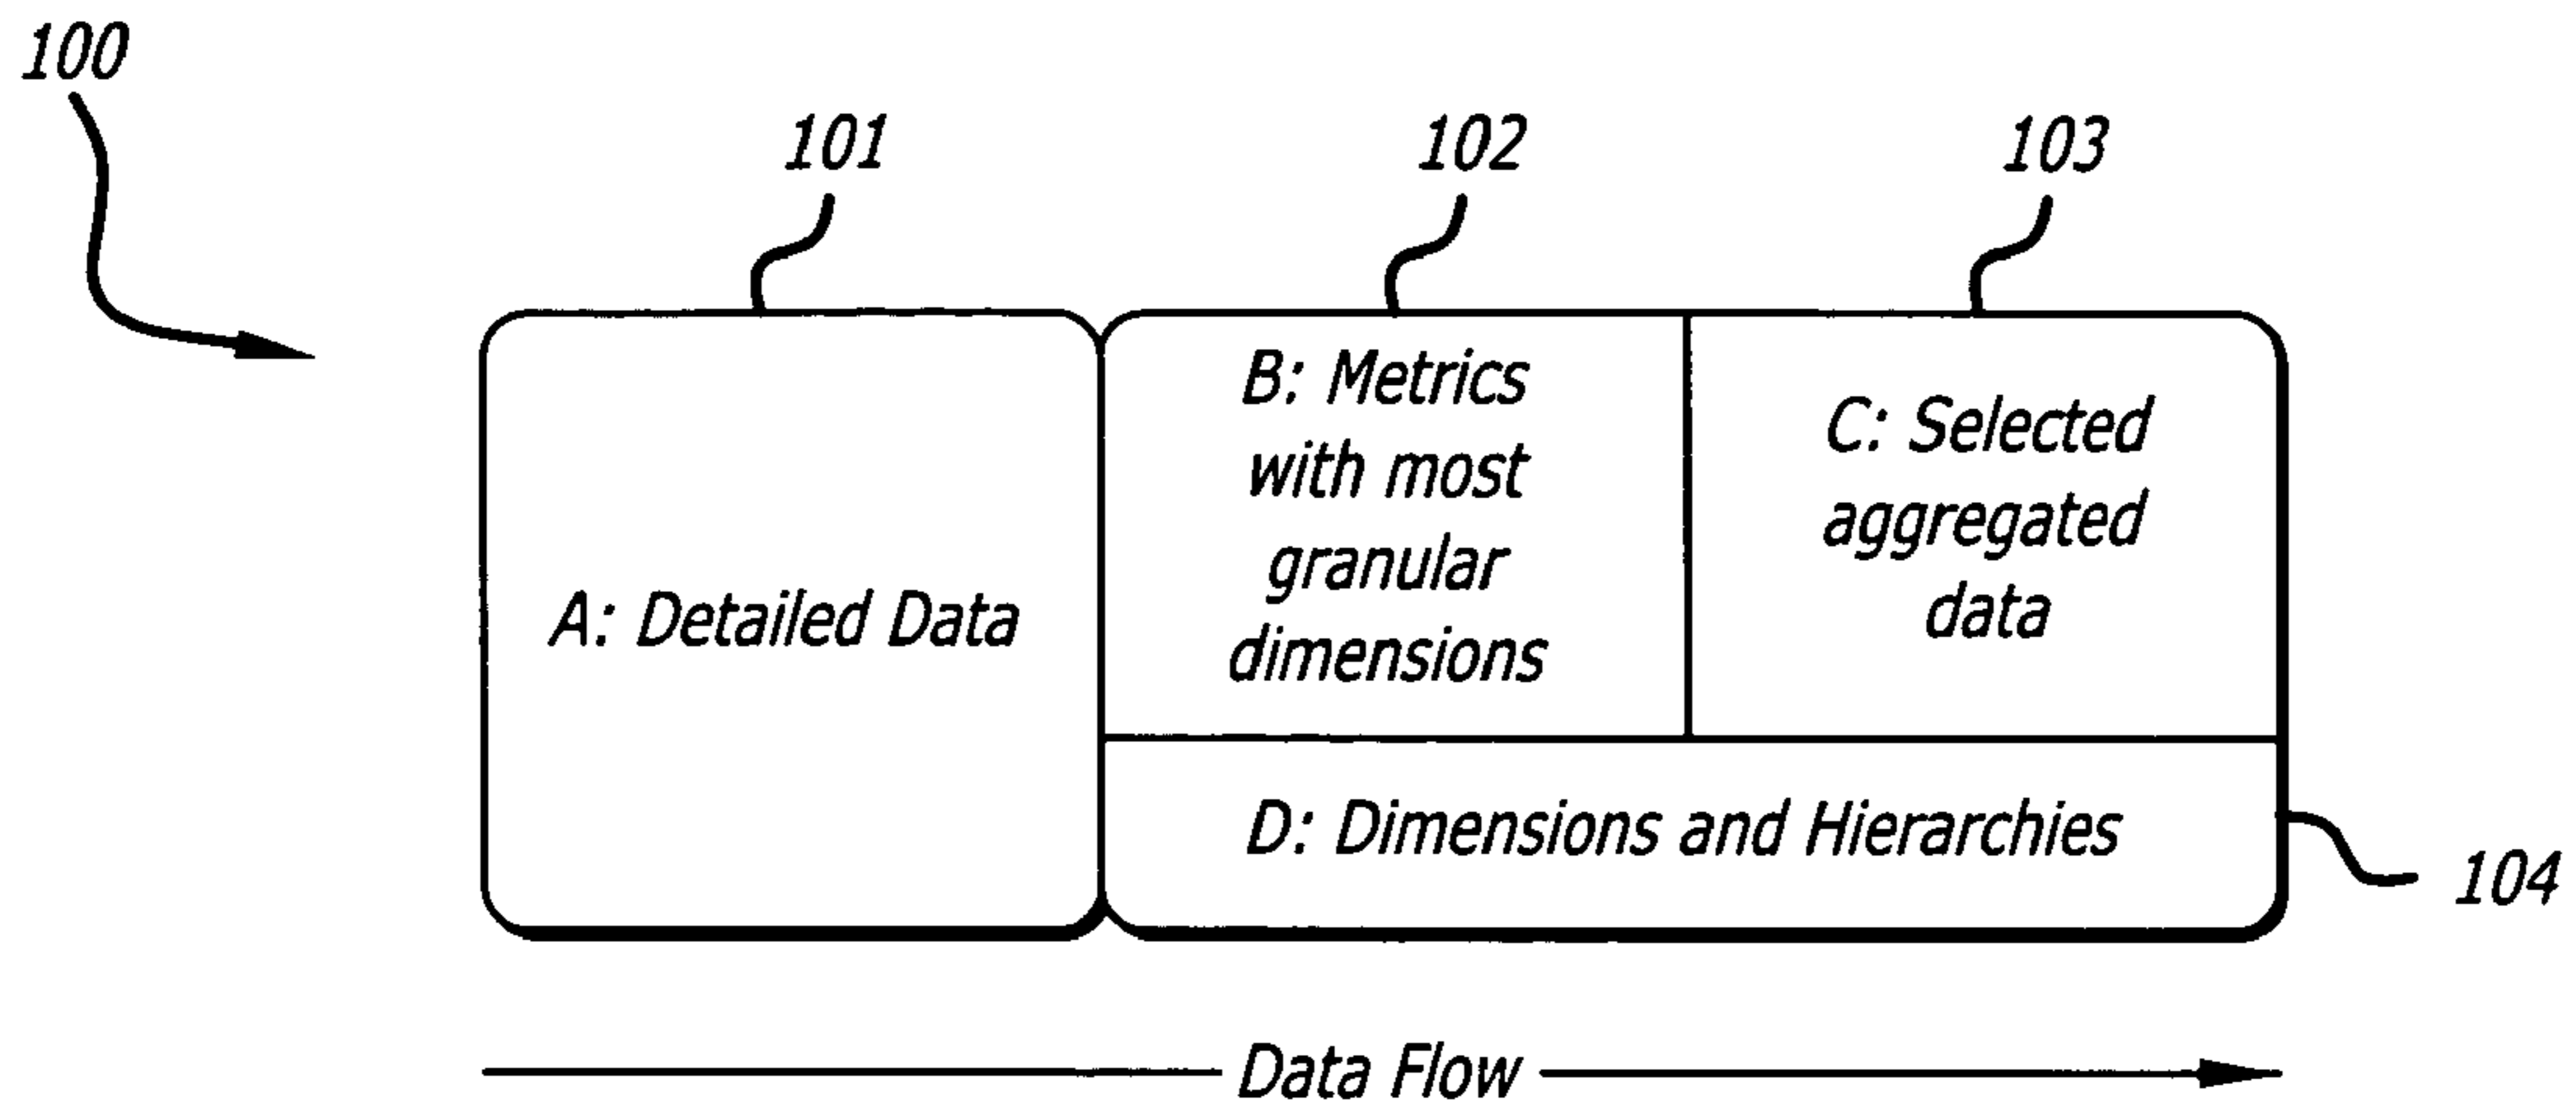 100
101
102
103
B: Metrics
with most
granular
dimensions
C: Selected
aggregated
data
A: Detailed Data
D: Dimensions and Hierarchies
104
Data Flow